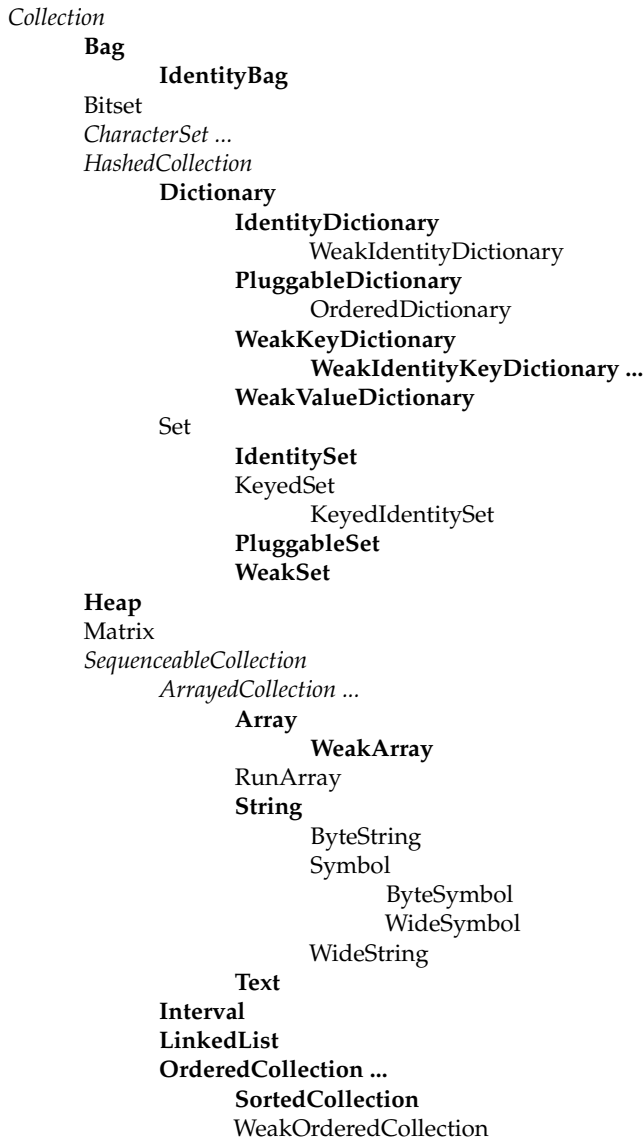 Collection
Bag
IdentityBag
Bitset
CharacterSet ...
HashedCollection
Dictionary
IdentityDictionary
WeakIdentityDictionary
PluggableDictionary
OrderedDictionary
WeakKeyDictionary
WeakIdentityKeyDictionary ...
WeakValueDictionary
Set
IdentitySet
KeyedSet
KeyedIdentitySet
PluggableSet
WeakSet
Heap
Matrix
SequenceableCollection
ArrayedCollection ...
Array
WeakArray
RunArray
String
ByteString
Symbol
ByteSymbol
WideSymbol
WideString
Text
Interval
LinkedList
OrderedCollection ...
SortedCollection
WeakOrderedCollection